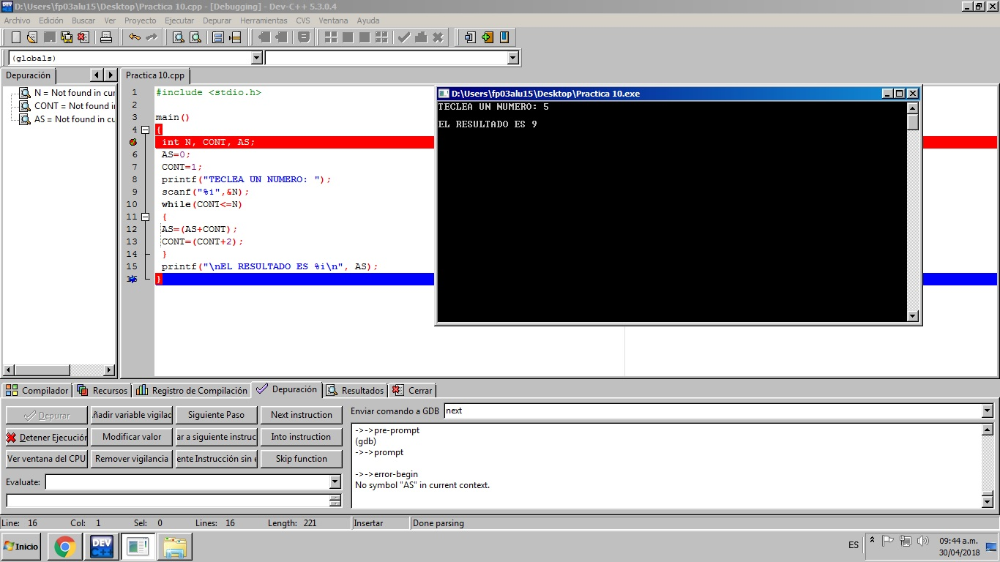 D:\Users\fp03alu15\Desktop\Practica 10.cpp - [Debugging] - Dev-C++ 5.3.0.4
Archivo Edición Buscar Ver Proyecto Ejecutar Depurar Herramientas CVS Ventana Ayuda
(globals)
Depuración
N = Not found in cur
CONT = Not found i
AS = Not found in cu
Practica 10.cpp
1 #include <stdio.h>
2
3 main()
4 {
int N, CONT, AS;
6 AS=0;
7 CONT=1;
8 printf("TECLEA UN NUMERO: ");
9 scanf("%i",&N);
10 while(CONT<=N)
11 {
12 AS=(AS+CONT);
13 CONT=(CONT+2);
14 }
15 printf("\nEL RESULTADO ES %i\n", AS);
16 }
D:\Users\fp03alu15\Desktop\Practica 10.exe
TECLEA UN NUMERO: 5
EL RESULTADO ES 9
Compilador Recursos Registro de Compilación Depuración Resultados Cerrar
Depurar ñadir variable vigilad Siguiente Paso Next instruction
Detener Ejecución Modificar valor ar a siguiente instruc Into instruction
Ver ventana del CPU Remover vigilancia ente Instrucción sin e Skip function
Evaluate:
Enviar comando a GDB next
->->pre-prompt
(gdb)
->->prompt
->->error-begin
No symbol "AS" in current context.
Line: 16 Col: 1 Sel: 0 Lines: 16 Length: 221 Insertar Done parsing
Inicio
DEV C++
ES
09:44 a.m.
30/04/2018